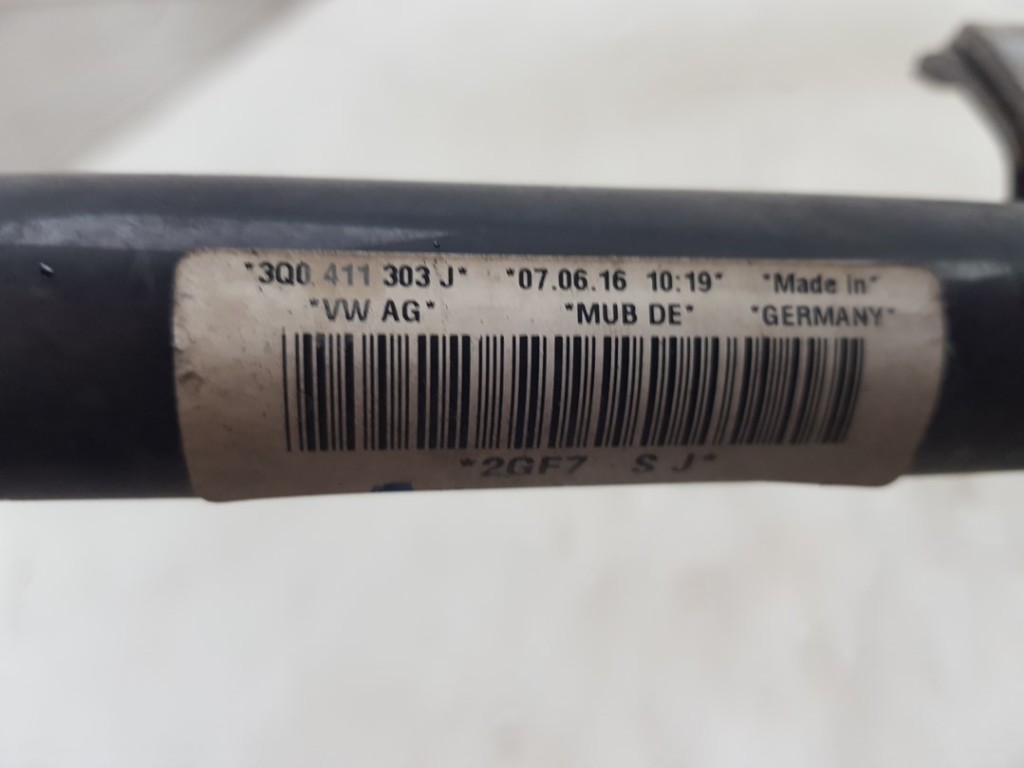 *3Q0 411 303 J* *07.06.16 10:19* *Made in*
*VW AG* *MUB DE* *GERMANY*
*2GF7 S J*